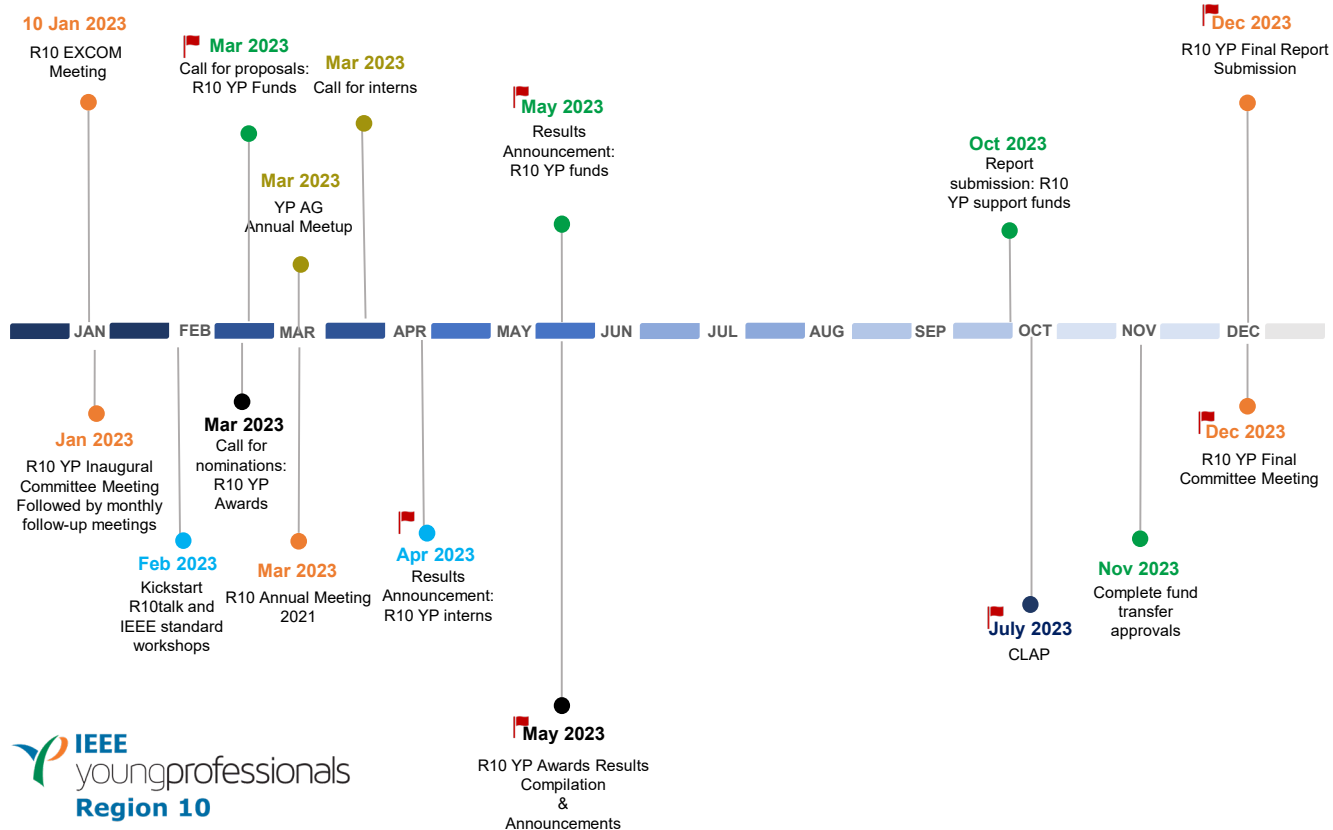 10 Jan 2023
R10 EXCOM
Meeting
Mar 2023
Call for proposals:
R10 YP Funds
Mar 2023
Call for interns
Mar 2023
YP AG
Annual Meetup
May 2023
Results
Announcement:
R10 YP funds
Oct 2023
Report
submission: R10
YP support funds
Dec 2023
R10 YP Final Report
Submission
JAN FEB MAR APR MAY JUN JUL AUG SEP OCT NOV DEC
Jan 2023
R10 YP Inaugural
Committee Meeting
Followed by monthly
follow-up meetings
Feb 2023
Kickstart
R10talk and
IEEE standard
workshops
Mar 2023
Call for
nominations:
R10 YP
Awards
Mar 2023
R10 Annual Meeting
2021
Apr 2023
Results
Announcement:
R10 YP interns
May 2023
R10 YP Awards Results
Compilation
&
Announcements
July 2023
CLAP
Nov 2023
Complete fund
transfer
approvals
Dec 2023
R10 YP Final
Committee Meeting
IEEE
youngprofessionals
Region 10